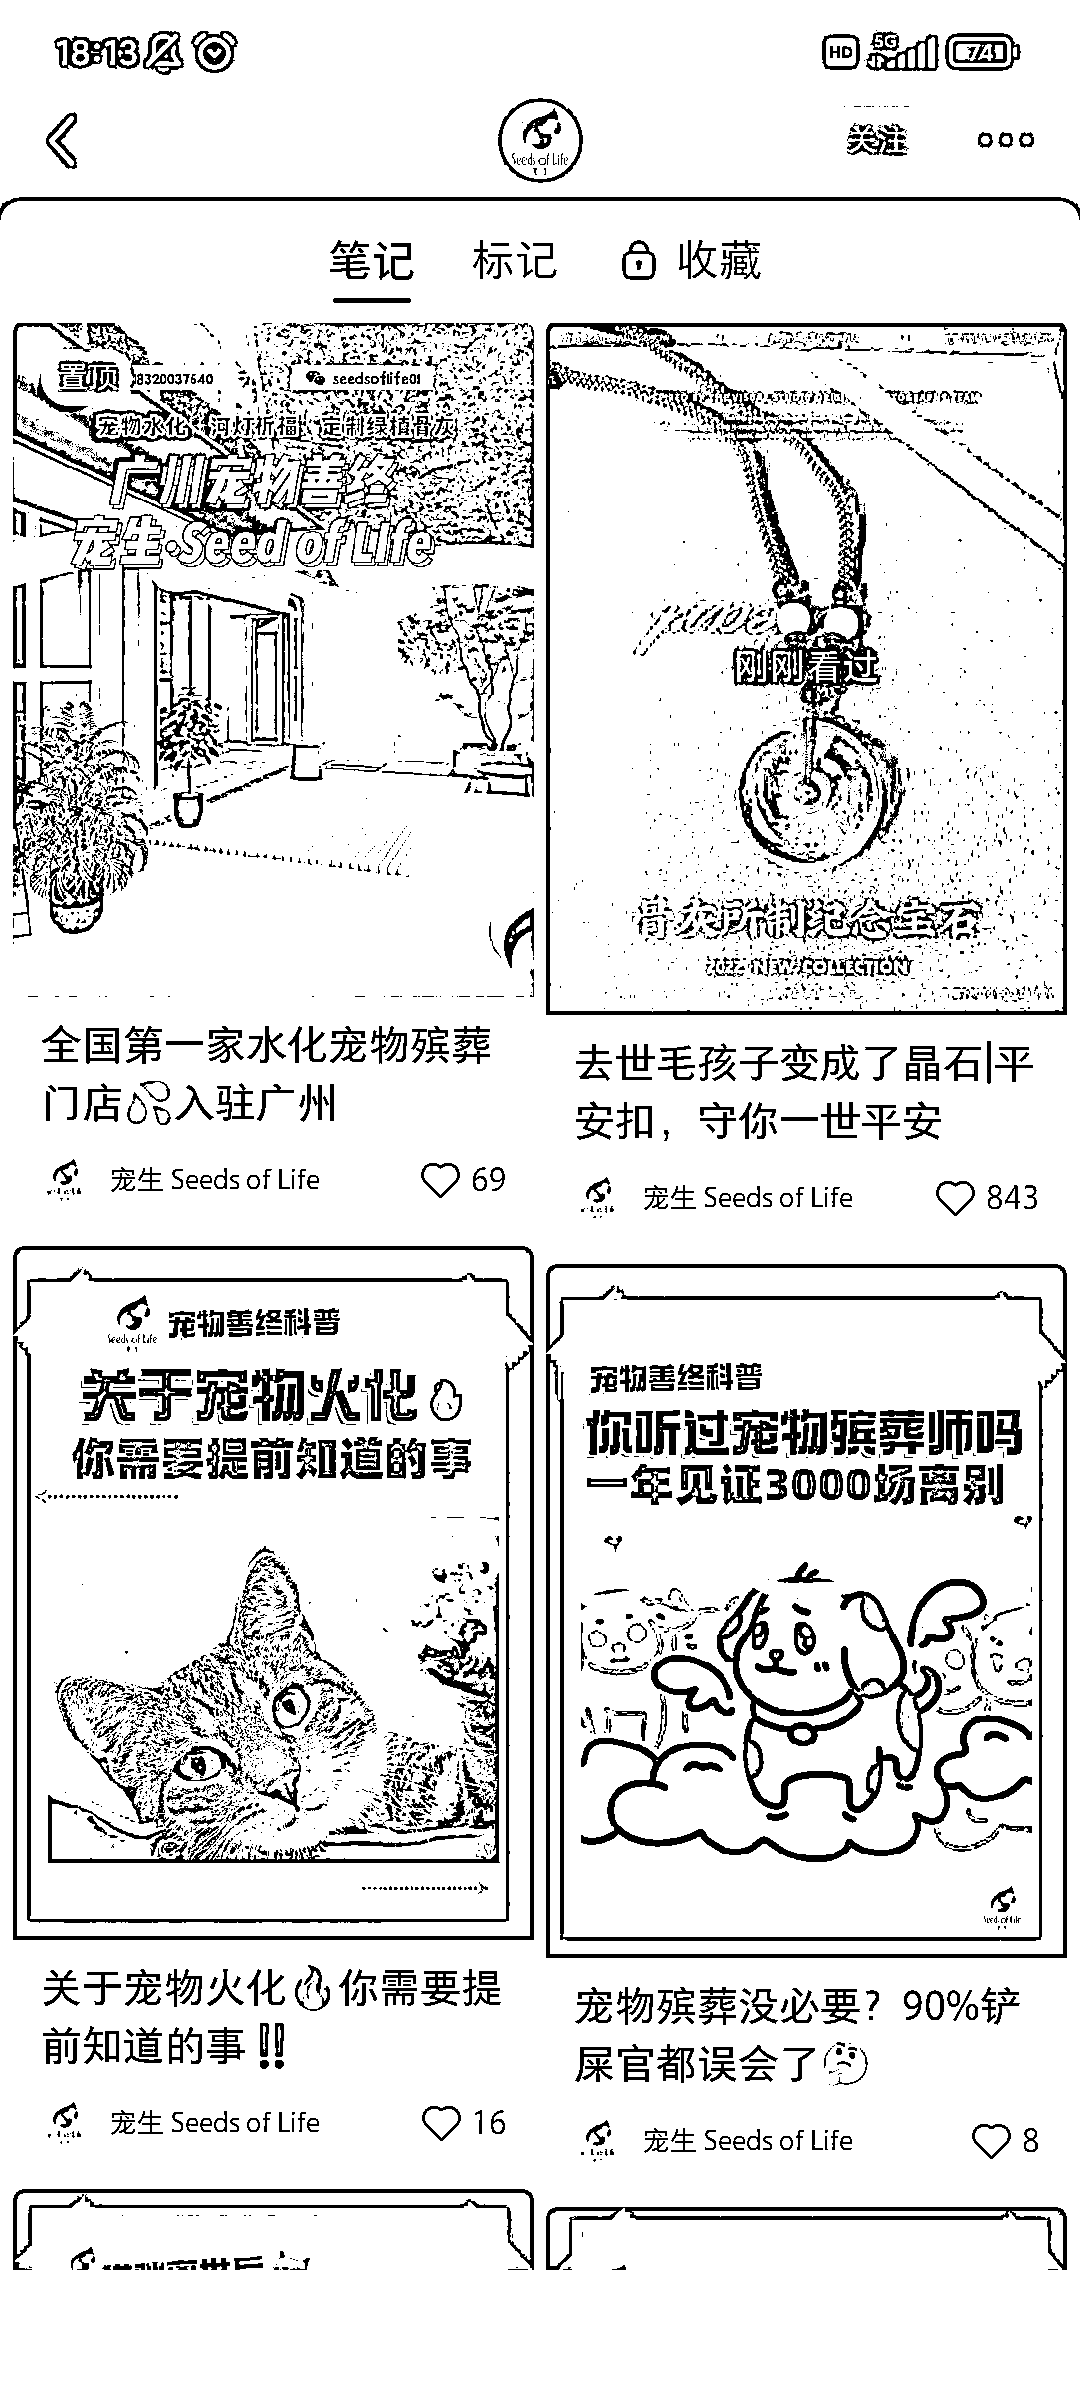 18:13
HD 5G 74
Seeds of Life
关注
笔记 标记 收藏
置顶
8320037640 seedsoflife01
宠物水化 河灯祈福 定制绿植骨灰
广州宠物善终
宠生·Seed of Life
全国第一家水化宠物殡葬
门店💦入驻广州
宠生 Seeds of Life 69
刚刚看过
骨灰所制纪念宝石
2022 NEW COLLECTION
去世毛孩子变成了晶石|平
安扣，守你一世平安
宠生 Seeds of Life 843
Seeds of Life
宠物善终科普
关于宠物火化🔥
你需要提前知道的事
关于宠物火化🔥你需要提
前知道的事‼️
宠生 Seeds of Life 16
宠物善终科普
你听过宠物殡葬师吗
一年见证3000场离别
Seeds of Life
宠物殡葬没必要？90%铲
屎官都误会了🤔
宠生 Seeds of Life 8